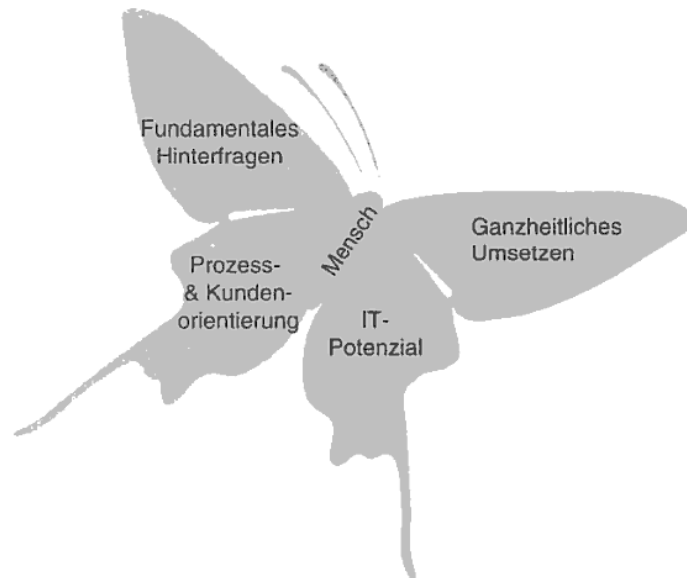 Fundamentales
Hinterfragen
Mensch
Ganzheitliches
Umsetzen
Prozess-
& Kunden-
orientierung
IT-
Potenzial